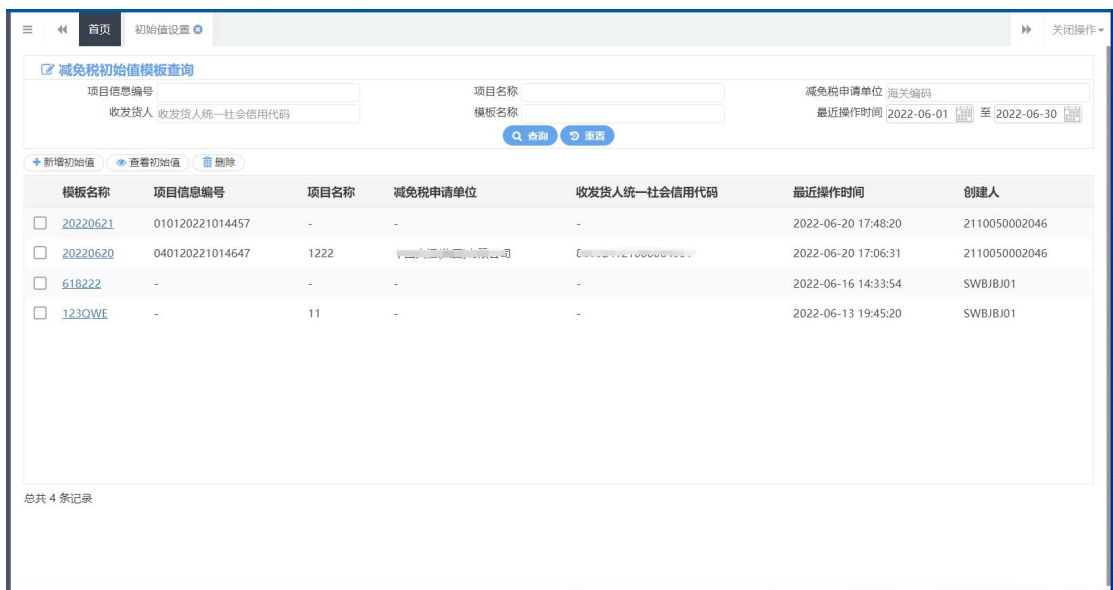 首页 初始值设置 关闭操作
减免税初始值模板查询
项目信息编号 项目名称 减免税申请单位 海关编码
收发货人 收发货人统一社会信用代码 模板名称 最近操作时间 2022-06-01 至 2022-06-30
查询 重置
新增初始值 查看初始值 删除
模板名称 项目信息编号 项目名称 减免税申请单位 收发货人统一社会信用代码 最近操作时间 创建人
20220621 010120221014457 - - - 2022-06-20 17:48:20 2110050002046
20220620 040120221014647 1222 2022-06-20 17:06:31 2110050002046
618222 - - - - 2022-06-16 14:33:54 SWBJBJ01
123QWE - 11 - - 2022-06-13 19:45:20 SWBJBJ01
总共 4 条记录